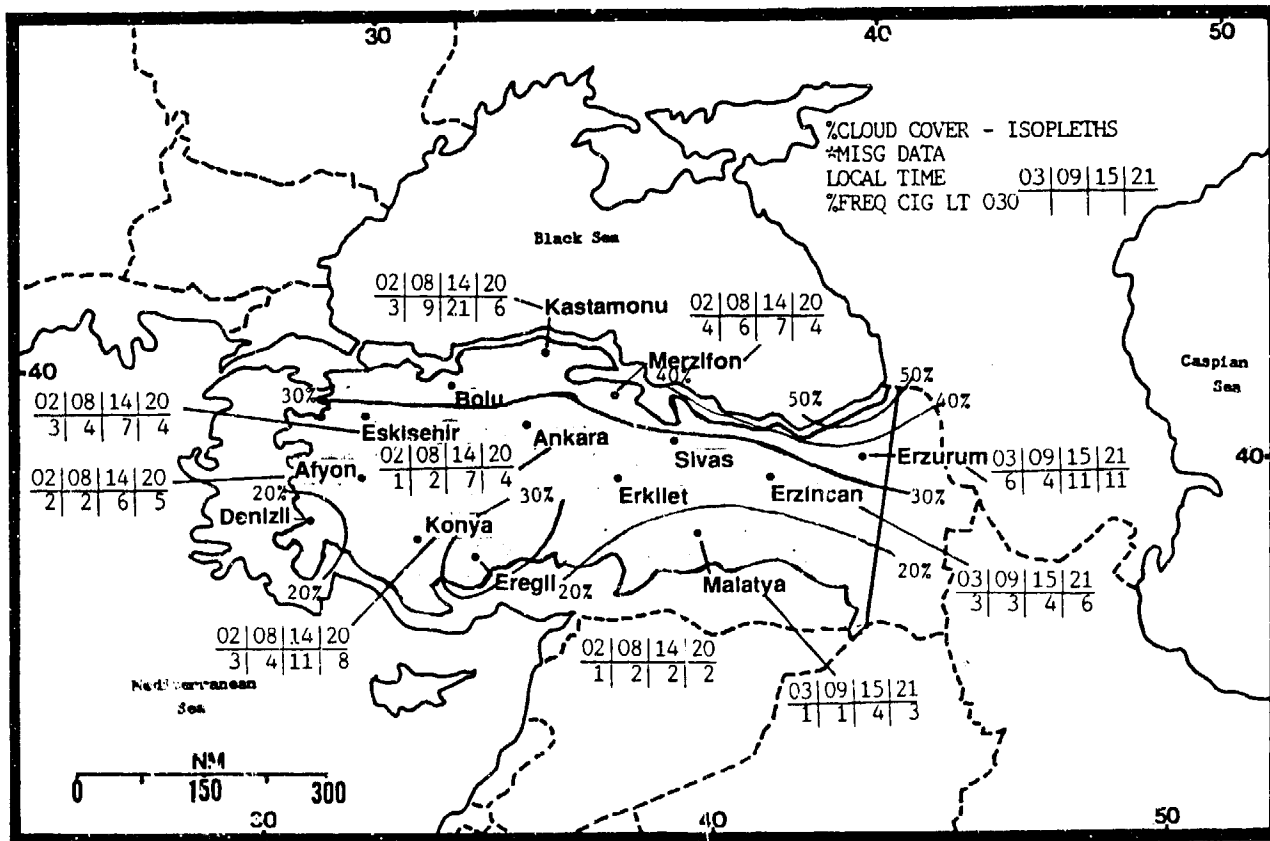 30
40
50
%CLOUD COVER - ISOPLETHS
*MISG DATA
LOCAL TIME 03|09|15|21
%FREQ CIG LT 030
Black Sea
02|08|14|20
3|9|21|6
Kastamonu
02|08|14|20
4|6|7|4
Merzifon
40%
40
Caspian
Sea
50%
30%
Bolu
50%
40%
02|08|14|20
3|4|7|4
Eskisehir
Ankara
Sivas
Erzurum
03|09|15|21
6|4|11|11
40
Afyon
02|08|14|20
1|2|7|4
02|08|14|20
2|2|6|5
20%
30%
Erkilet
Erzincan
30%
Denizli
Konya
20%
Eregli
20%
Malatya
20%
03|09|15|21
3|3|4|6
02|08|14|20
3|4|11|8
02|08|14|20
1|2|2|2
03|09|15|21
1|1|4|3
Mediterranean
Sea
NM
0 150 300
30
40
50